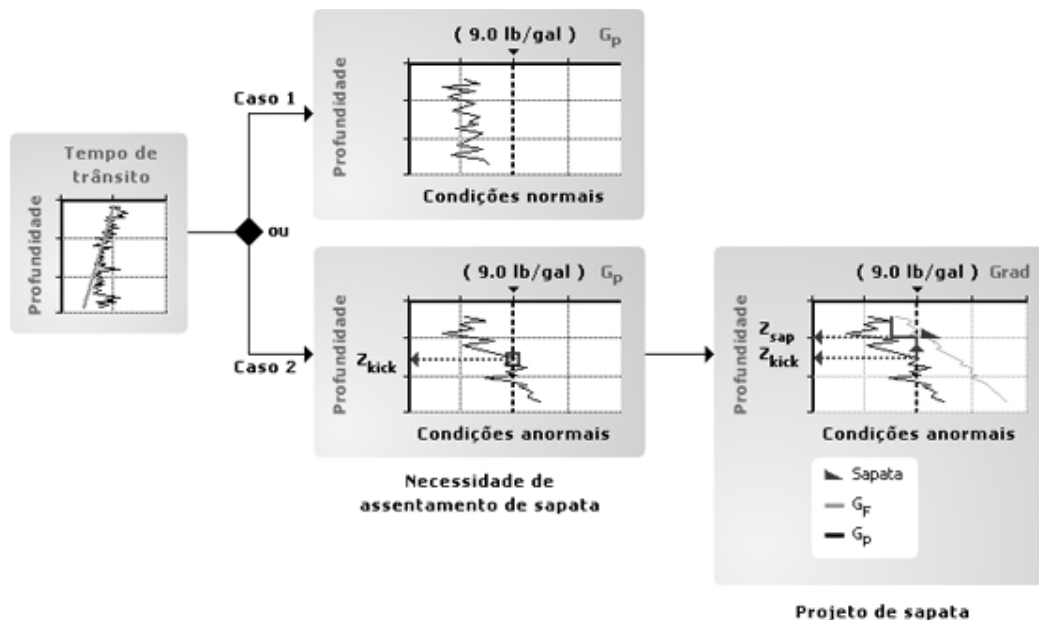 Tempo de
trânsito
Profundidade
Caso 1
ou
Caso 2
( 9.0 lb/gal ) Gp
Profundidade
Condições normais
( 9.0 lb/gal ) Gp
Profundidade
Zkick
Condições anormais
Necessidade de
assentamento de sapata
( 9.0 lb/gal ) Grad
Profundidade
Zsap
Zkick
Condições anormais
Sapata
GF
Gp
Projeto de sapata